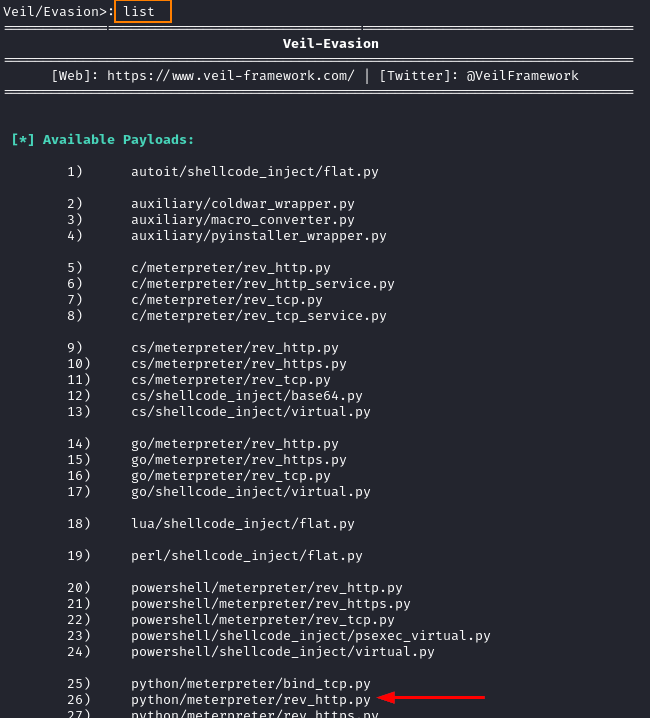 Veil/Evasion>: list
Veil-Evasion
[Web]: https://www.veil-framework.com/ | [Twitter]: @VeilFramework
[*] Available Payloads:
1) autoit/shellcode_inject/flat.py
2) auxiliary/coldwar_wrapper.py
3) auxiliary/macro_converter.py
4) auxiliary/pyinstaller_wrapper.py
5) c/meterpreter/rev_http.py
6) c/meterpreter/rev_http_service.py
7) c/meterpreter/rev_tcp.py
8) c/meterpreter/rev_tcp_service.py
9) cs/meterpreter/rev_http.py
10) cs/meterpreter/rev_https.py
11) cs/meterpreter/rev_tcp.py
12) cs/shellcode_inject/base64.py
13) cs/shellcode_inject/virtual.py
14) go/meterpreter/rev_http.py
15) go/meterpreter/rev_https.py
16) go/meterpreter/rev_tcp.py
17) go/shellcode_inject/virtual.py
18) lua/shellcode_inject/flat.py
19) perl/shellcode_inject/flat.py
20) powershell/meterpreter/rev_http.py
21) powershell/meterpreter/rev_https.py
22) powershell/meterpreter/rev_tcp.py
23) powershell/shellcode_inject/psexec_virtual.py
24) powershell/shellcode_inject/virtual.py
25) python/meterpreter/bind_tcp.py
26) python/meterpreter/rev_http.py
27) python/meterpreter/rev_https.py